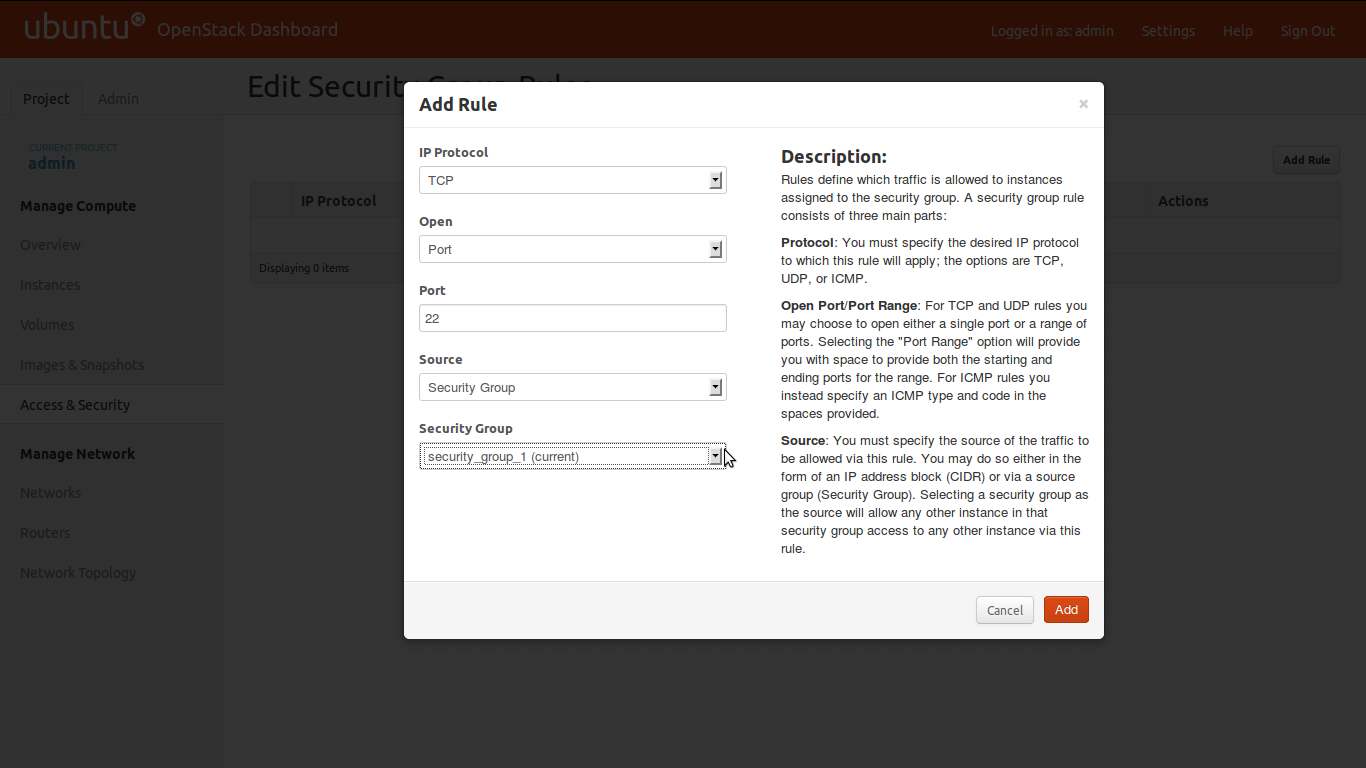 ubuntu® OpenStack Dashboard
Logged in as: admin Settings Help Sign Out
Project Admin
Edit Security Group Rules
CURRENT PROJECT
admin
Manage Compute
Overview
Instances
Volumes
Images & Snapshots
Access & Security
Manage Network
Networks
Routers
Network Topology
Add Rule
IP Protocol
Actions
Displaying 0 items
Add Rule
×
IP Protocol
TCP
Open
Port
Port
22
Source
Security Group
Security Group
security_group_1 (current)
Description:
Rules define which traffic is allowed to instances
assigned to the security group. A security group rule
consists of three main parts:
Protocol: You must specify the desired IP protocol
to which this rule will apply; the options are TCP,
UDP, or ICMP.
Open Port/Port Range: For TCP and UDP rules you
may choose to open either a single port or a range of
ports. Selecting the "Port Range" option will provide
you with space to provide both the starting and
ending ports for the range. For ICMP rules you
instead specify an ICMP type and code in the
spaces provided.
Source: You must specify the source of the traffic to
be allowed via this rule. You may do so either in the
form of an IP address block (CIDR) or via a source
group (Security Group). Selecting a security group as
the source will allow any other instance in that
security group access to any other instance via this
rule.
Cancel Add